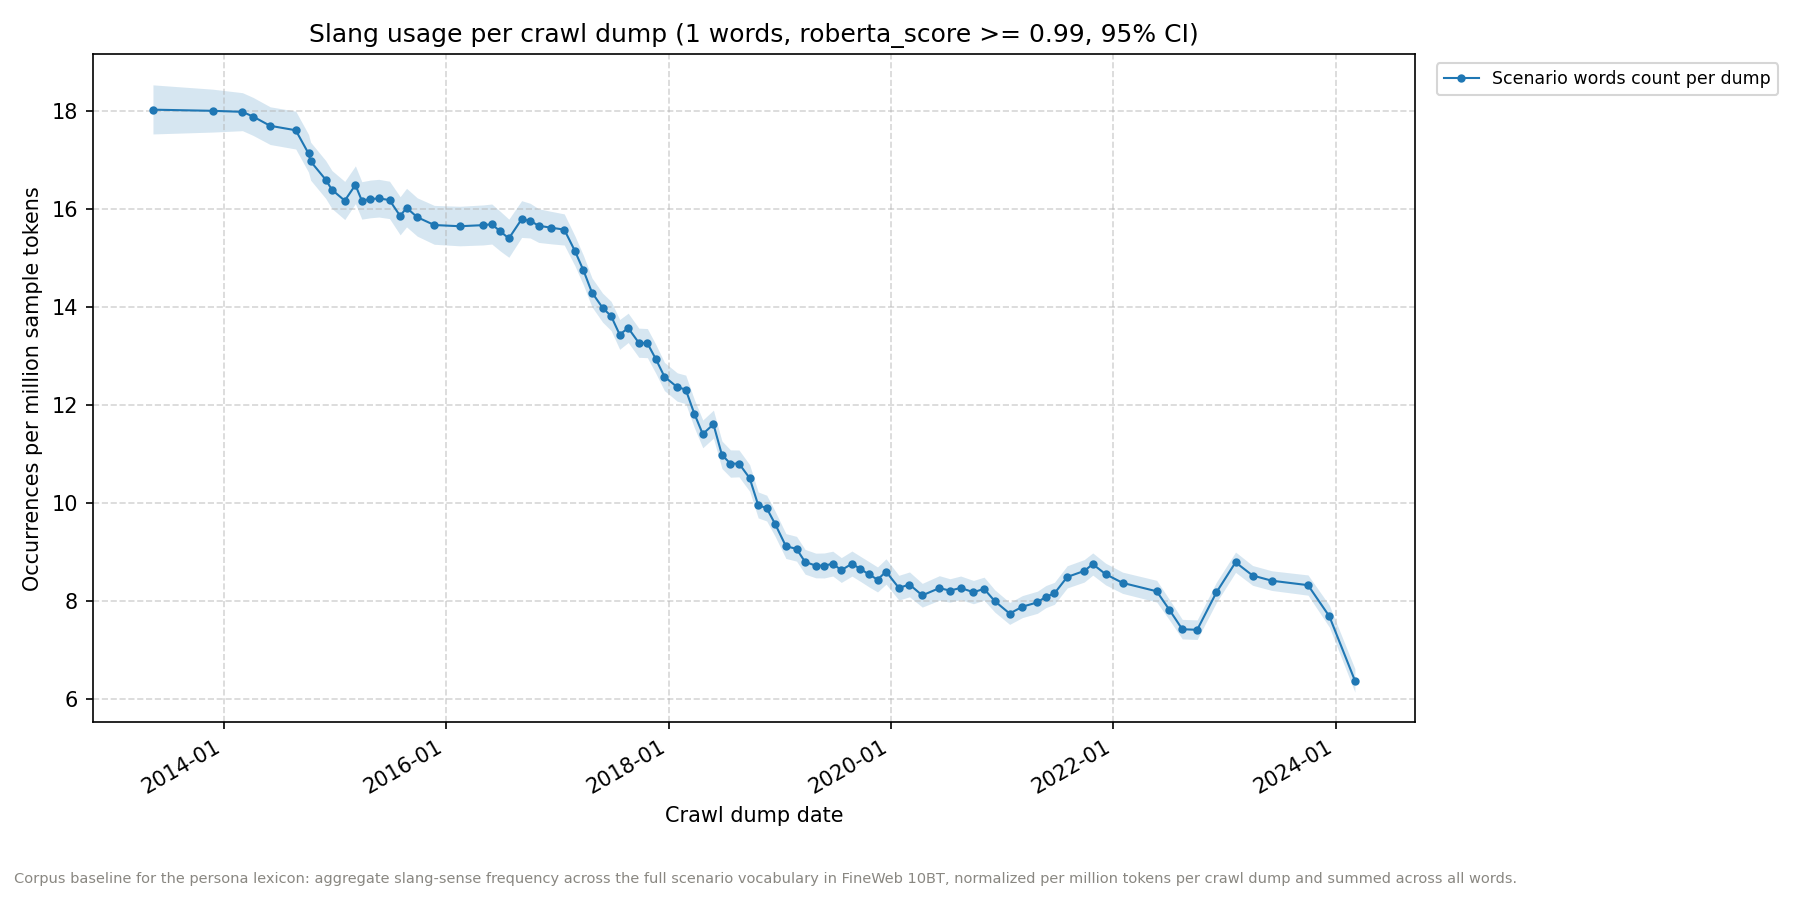 Slang usage per crawl dump (1 words, roberta_score >= 0.99, 95% CI)
Scenario words count per dump
Occurrences per million sample tokens
18
16
14
12
10
8
6
2014-01
2016-01
2018-01
2020-01
2022-01
2024-01
Crawl dump date
Corpus baseline for the persona lexicon: aggregate slang-sense frequency across the full scenario vocabulary in FineWeb 10BT, normalized per million tokens per crawl dump and summed across all words.